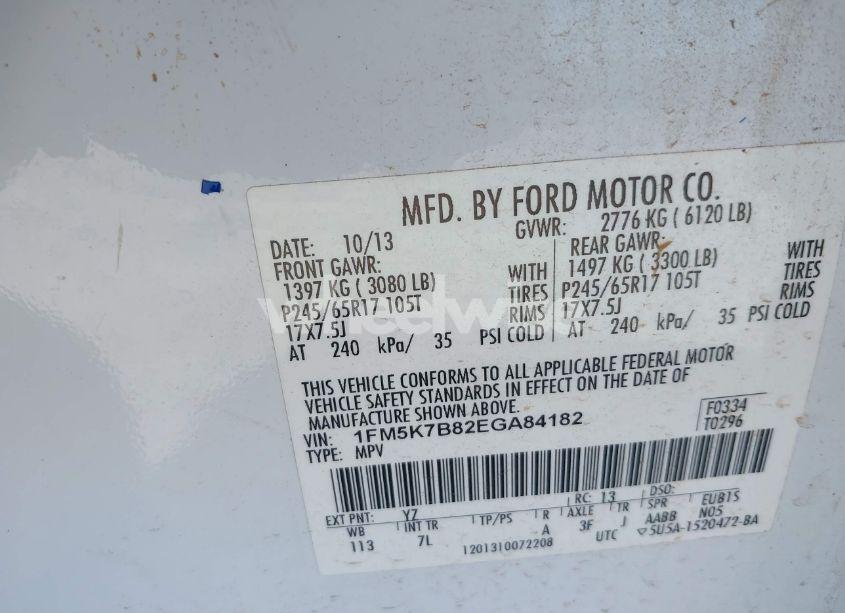 MFD. BY FORD MOTOR CO.
DATE: 10/13 GVWR: 2776 KG ( 6120 LB)
FRONT GAWR: REAR GAWR:
1397 KG ( 3080 LB) WITH 1497 KG ( 3300 LB) WITH
P245/65R17 105T TIRES P245/65R17 105T TIRES
17X7.5J RIMS 17X7.5J RIMS
AT 240 kPa/ 35 PSI COLD AT 240 kPa/ 35 PSI COLD
THIS VEHICLE CONFORMS TO ALL APPLICABLE FEDERAL MOTOR
VEHICLE SAFETY STANDARDS IN EFFECT ON THE DATE OF
MANUFACTURE SHOWN ABOVE.
VIN: 1FM5K7B82EGA84182 F0334
TYPE: MPV T0296
EXT PNT: YZ RC: 13 DSO:
WB INT TR TP/PS R AXLE TR SPR EUB1S
113 7L A 3F J AABB N05
1201310072208 UTC ▽5U5A-1520472-BA